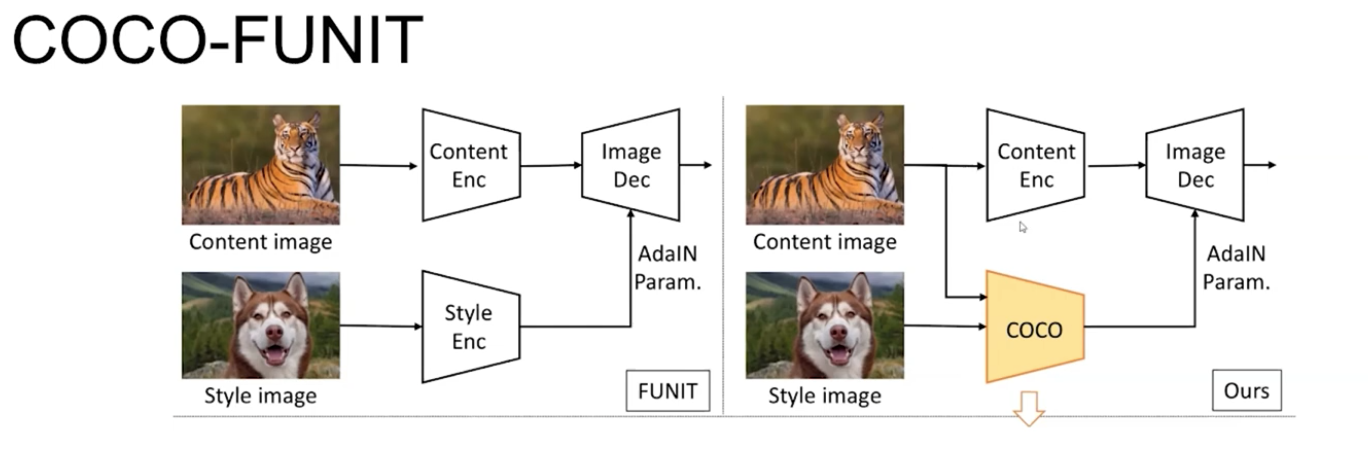 COCO-FUNIT
Content
Enc
Image
Dec
Content image
AdaIN
Param.
Style
Enc
Style image
FUNIT
Content
Enc
Image
Dec
Content image
AdaIN
Param.
COCO
Style image
Ours